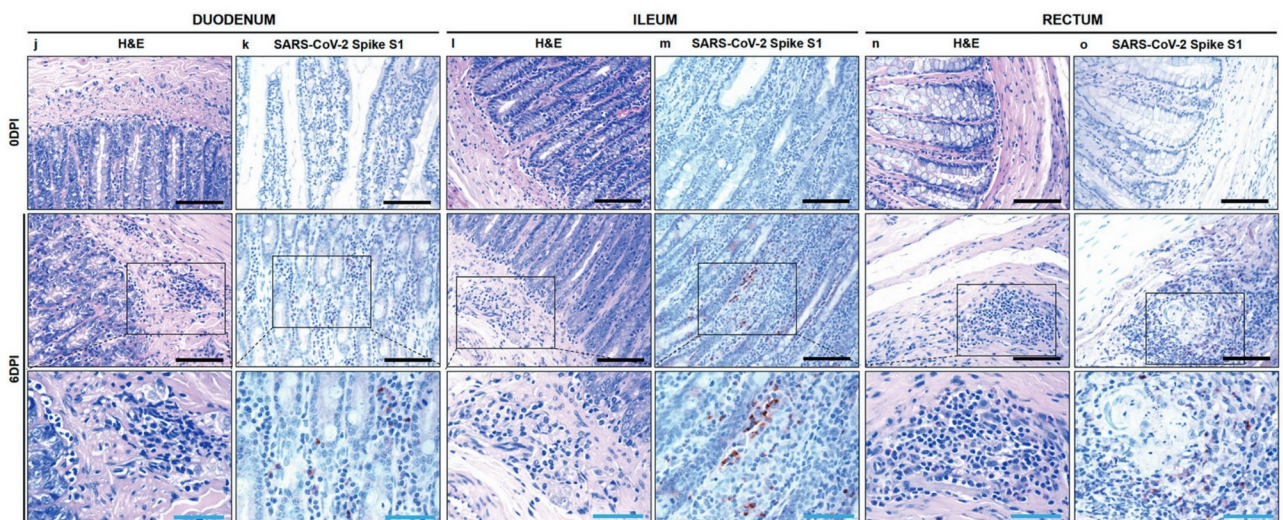 DUODENUM ILEUM RECTUM
j H&E k SARS-CoV-2 Spike S1 l H&E m SARS-CoV-2 Spike S1 n H&E o SARS-CoV-2 Spike S1
0DPI
6DPI